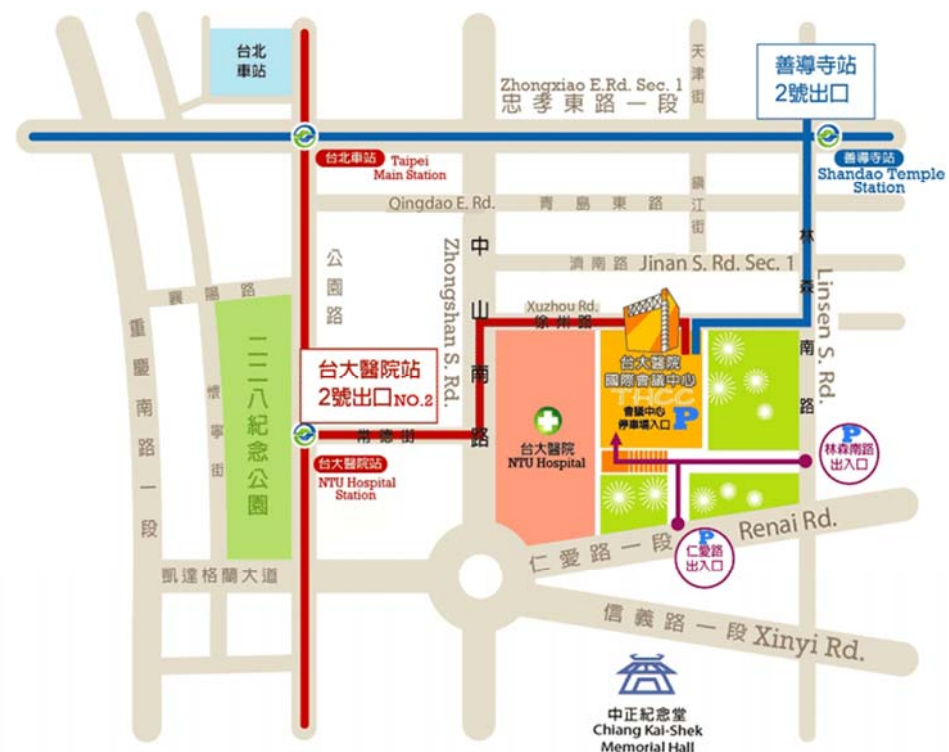 台北
車站
Zhongxiao E.Rd. Sec. 1
忠孝東路一段
天津街
善導寺站
2號出口
台北車站 Taipei
Main Station
善導寺站
Shandao Temple
Station
Qingdao E. Rd.
青島東路
鎮江街
公園路
Zhongshan S. Rd.
中山南路
濟南路 Jinan S. Rd. Sec. 1
林森南路
Linsen S. Rd.
襄陽路
Xuzhou Rd.
徐州路
重慶南路一段
懷寧街
二二八紀念公園
台大醫院站
2號出口NO.2
台大醫院
國際會議中心
THCC
會議中心
停車場入口 P
常德街
台大醫院站
NTU Hospital
Station
台大醫院
NTU Hospital
P
林森南路
出入口
P
仁愛路
出入口
仁愛路一段 Renai Rd.
凱達格蘭大道
信義路一段 Xinyi Rd.
中正紀念堂
Chiang Kai-Shek
Memorial Hall